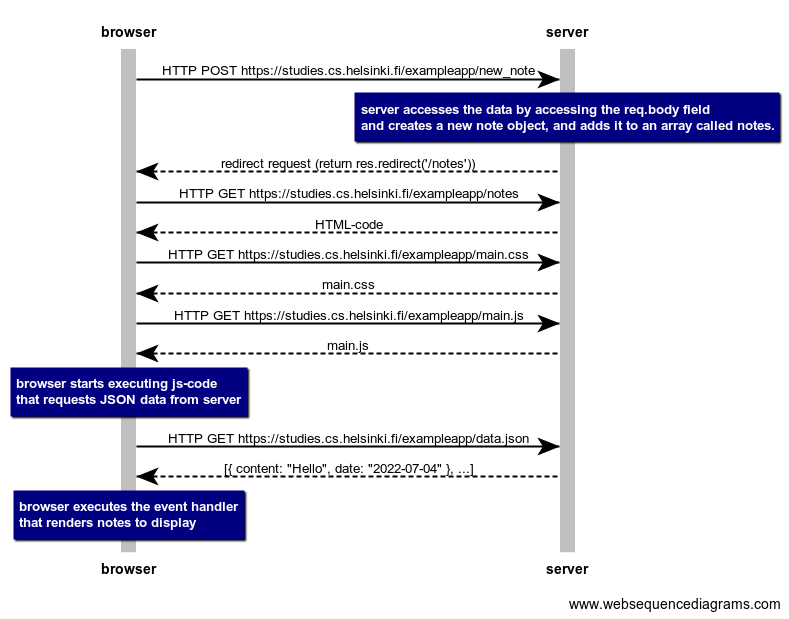 browser
server
HTTP POST https://studies.cs.helsinki.fi/exampleapp/new_note
server accesses the data by accessing the req.body field
and creates a new note object, and adds it to an array called notes.
redirect request (return res.redirect('/notes'))
HTTP GET https://studies.cs.helsinki.fi/exampleapp/notes
HTML-code
HTTP GET https://studies.cs.helsinki.fi/exampleapp/main.css
main.css
HTTP GET https://studies.cs.helsinki.fi/exampleapp/main.js
main.js
browser starts executing js-code
that requests JSON data from server
HTTP GET https://studies.cs.helsinki.fi/exampleapp/data.json
[{ content: "Hello", date: "2022-07-04" }, ...]
browser executes the event handler
that renders notes to display
browser
server
www.websequencediagrams.com